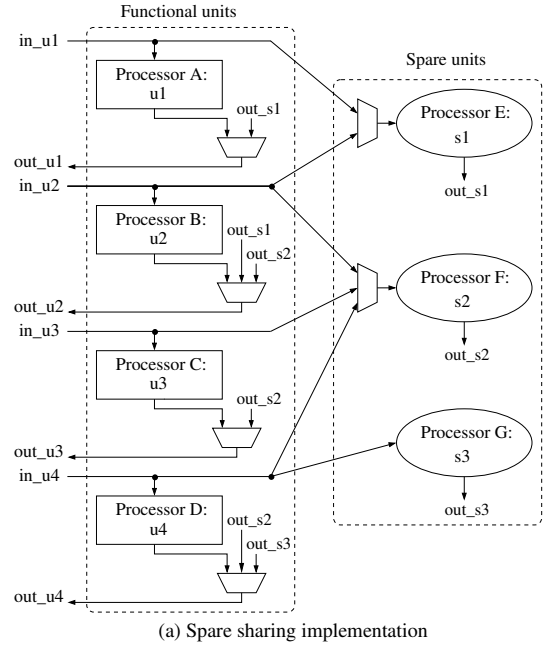 Functional units
in_u1
Processor A:
u1
out_s1
out_u1
in_u2
Processor B:
u2
out_s1
out_s2
out_u2
in_u3
Processor C:
u3
out_s2
out_u3
in_u4
Processor D:
u4
out_s2
out_s3
out_u4
Spare units
Processor E:
s1
out_s1
Processor F:
s2
out_s2
Processor G:
s3
out_s3
(a) Spare sharing implementation